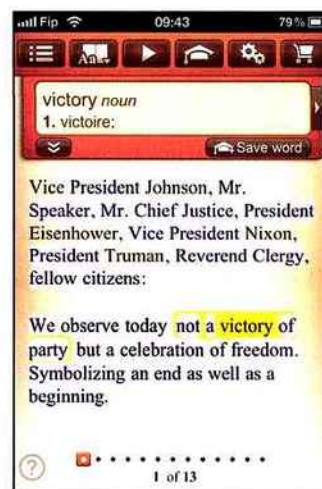 Fip 09:43 79 %
Aa
victory noun
1. victoire;
Save word
Vice President Johnson, Mr.
Speaker, Mr. Chief Justice, President
Eisenhower, Vice President Nixon,
President Truman, Reverend Clergy,
fellow citizens:
We observe today not a victory of
party but a celebration of freedom.
Symbolizing an end as well as a
beginning.
?
1 of 13